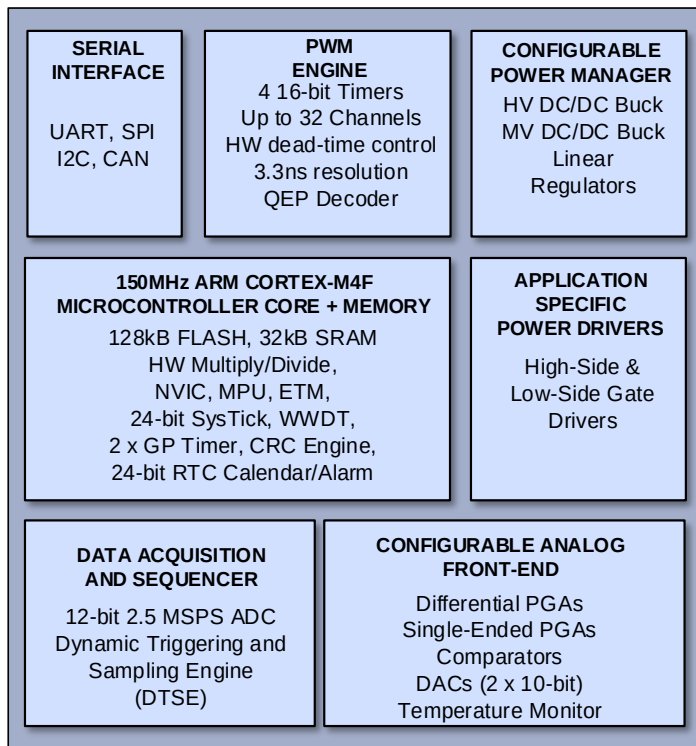 SERIAL
INTERFACE
UART, SPI
I2C, CAN
PWM
ENGINE
4 16-bit Timers
Up to 32 Channels
HW dead-time control
3.3ns resolution
QEP Decoder
CONFIGURABLE
POWER MANAGER
HV DC/DC Buck
MV DC/DC Buck
Linear
Regulators
150MHz ARM CORTEX-M4F
MICROCONTROLLER CORE + MEMORY
128kB FLASH, 32kB SRAM
HW Multiply/Divide,
NVIC, MPU, ETM,
24-bit SysTick, WWDT,
2 x GP Timer, CRC Engine,
24-bit RTC Calendar/Alarm
APPLICATION
SPECIFIC
POWER DRIVERS
High-Side &
Low-Side Gate
Drivers
DATA ACQUISITION
AND SEQUENCER
12-bit 2.5 MSPS ADC
Dynamic Triggering and
Sampling Engine
(DTSE)
CONFIGURABLE ANALOG
FRONT-END
Differential PGAs
Single-Ended PGAs
Comparators
DACs (2 x 10-bit)
Temperature Monitor